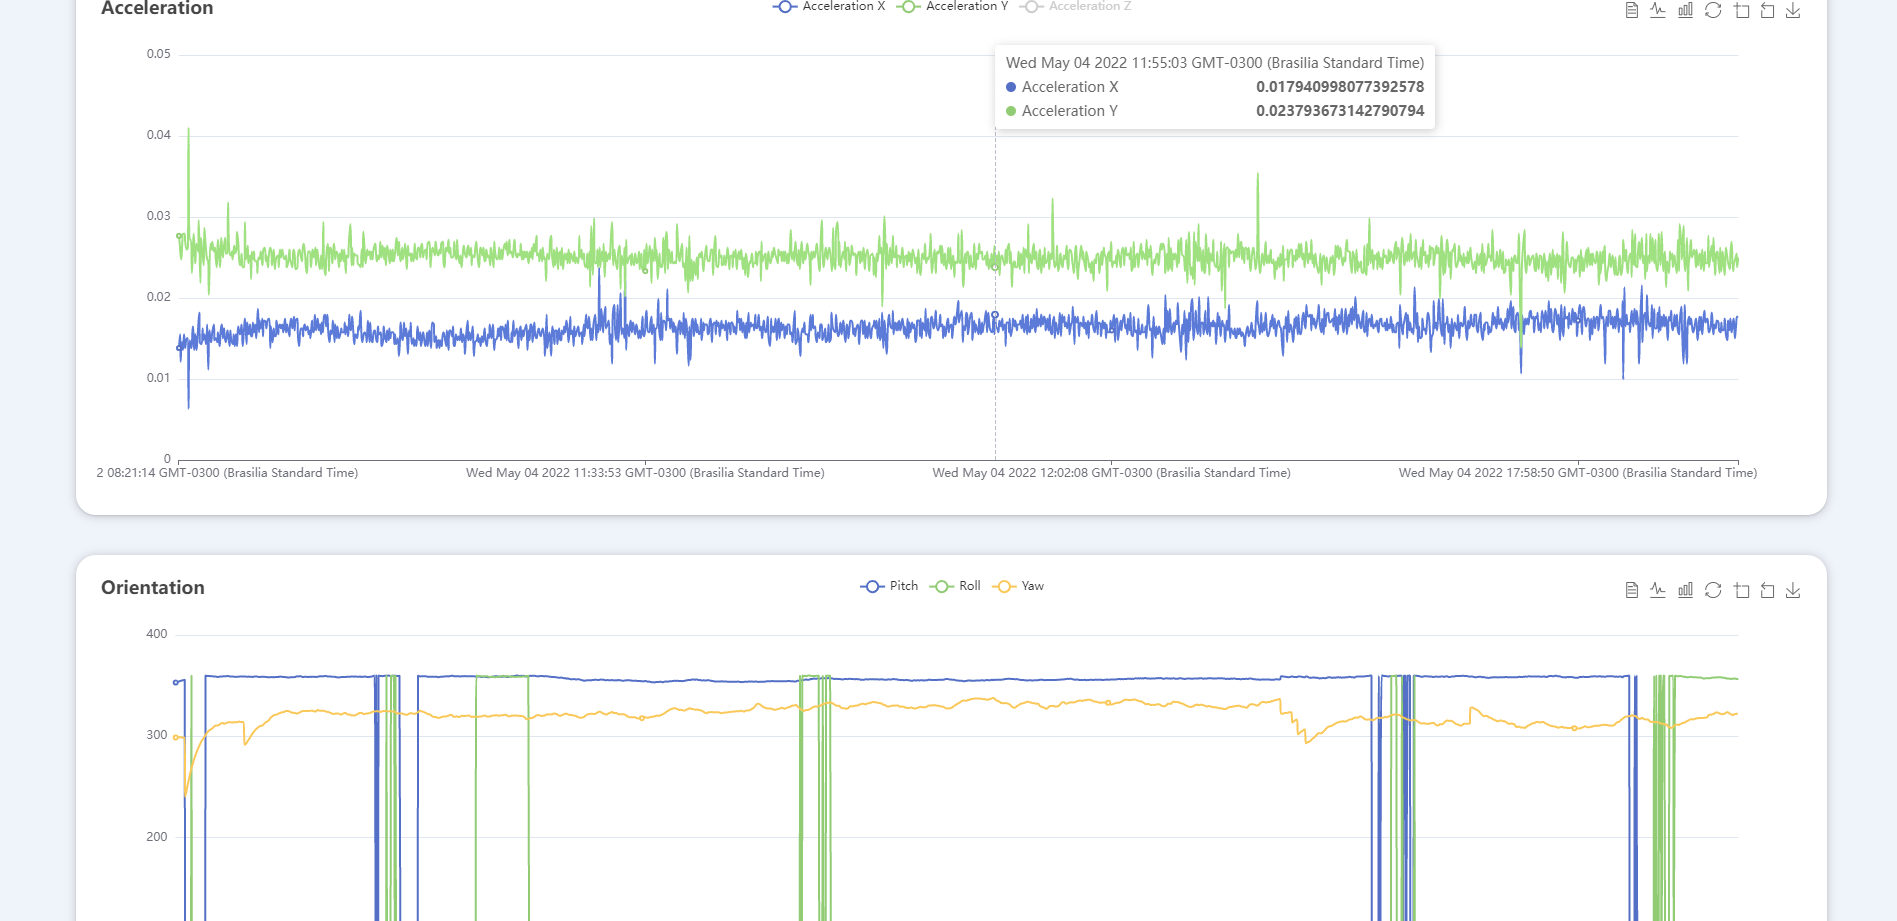 Acceleration
Acceleration X
Acceleration Y
Acceleration Z
0.05
Wed May 04 2022 11:55:03 GMT-0300 (Brasilia Standard Time)
Acceleration X 0.017940998077392578
Acceleration Y 0.023793673142790794
0.04
0.03
0.02
0.01
0
2 08:21:14 GMT-0300 (Brasilia Standard Time)
Wed May 04 2022 11:33:53 GMT-0300 (Brasilia Standard Time)
Wed May 04 2022 12:02:08 GMT-0300 (Brasilia Standard Time)
Wed May 04 2022 17:58:50 GMT-0300 (Brasilia Standard Time)
Orientation
Pitch
Roll
Yaw
400
300
200